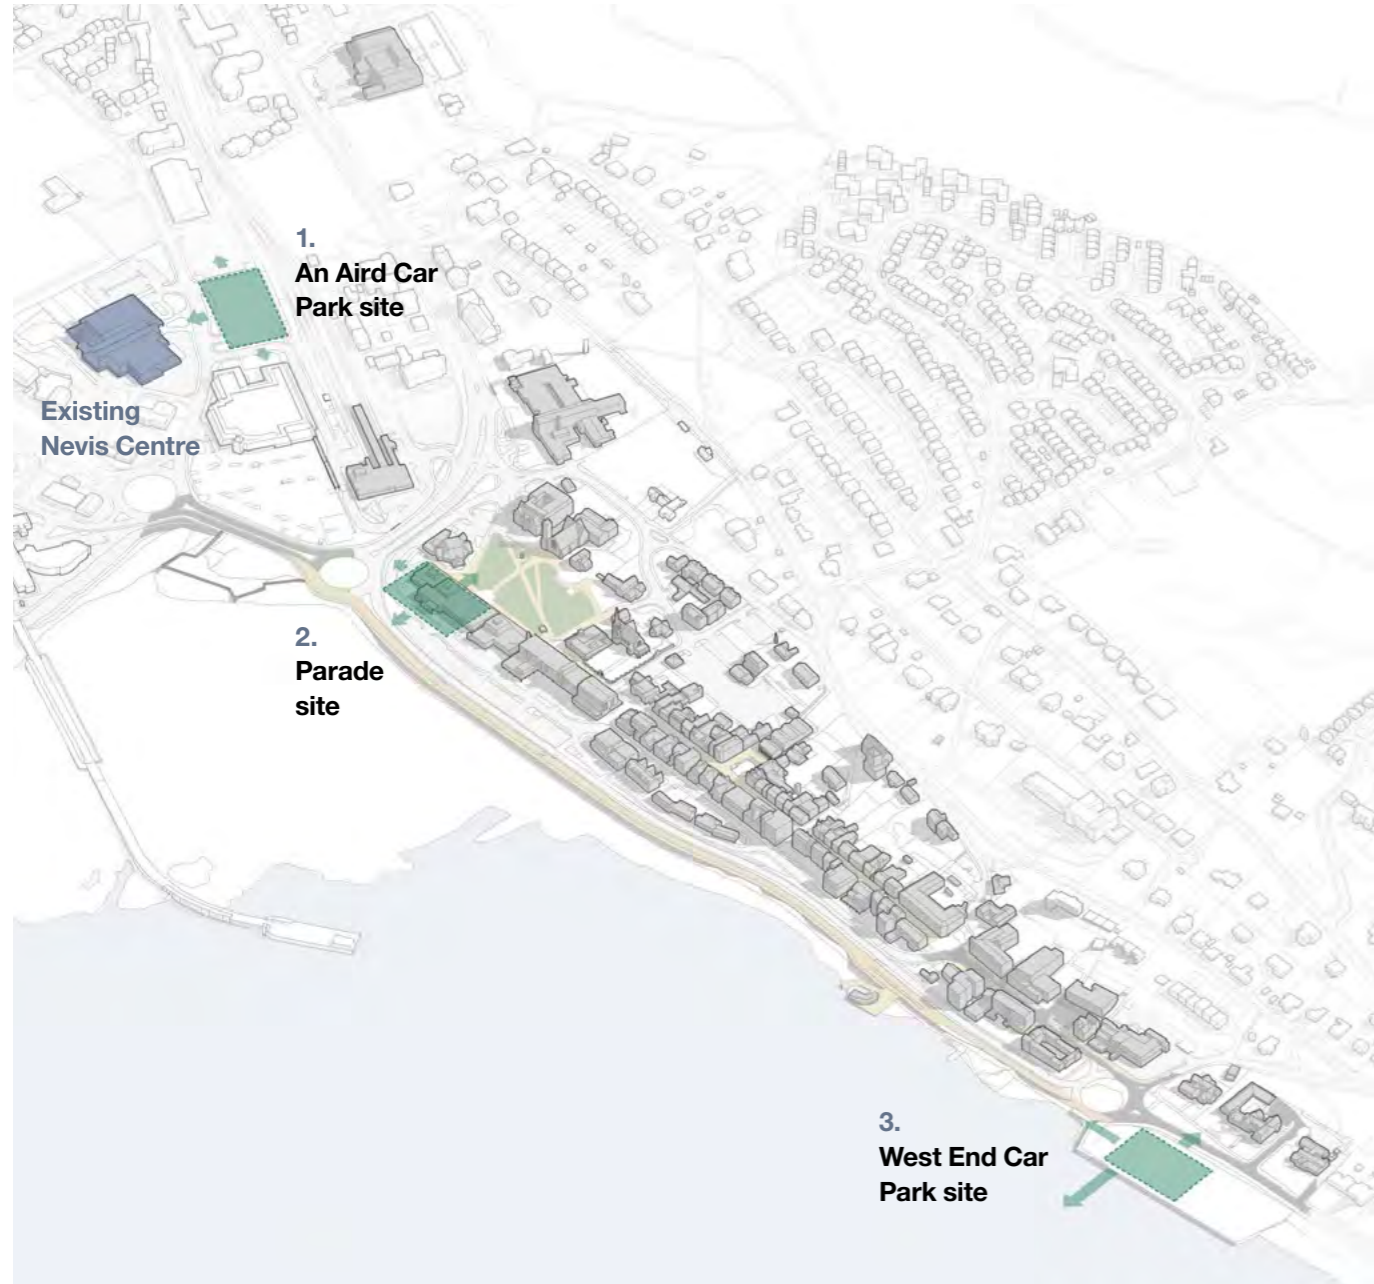 1.
An Aird Car
Park site
Existing
Nevis Centre
2.
Parade
site
3.
West End Car
Park site